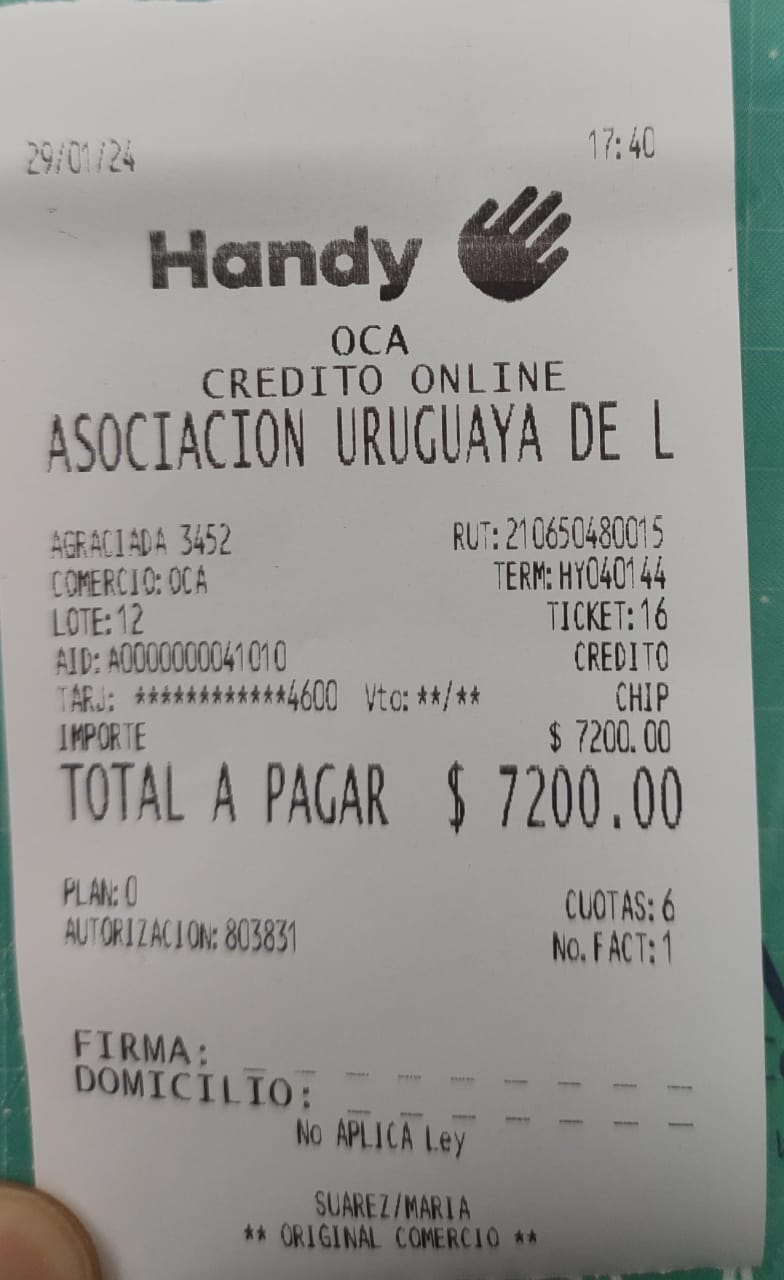 29/01/24 17:40
Handy
OCA
CREDITO ONLINE
ASOCIACION URUGUAYA DE L
AGRACIADA 3452 RUT: 210650480015
COMERCIO: OCA TERM: HY040144
LOTE: 12 TICKET: 16
AID: A0000000041010 CREDITO
TARJ: ************4600 Vto: **/** CHIP
IMPORTE $ 7200.00
TOTAL A PAGAR $ 7200.00
PLAN: 0 CUOTAS: 6
AUTORIZACION: 803831 No. FACT: 1
FIRMA:
DOMICILIO:
No APLICA Ley
SUAREZ/MARIA
** ORIGINAL COMERCIO **